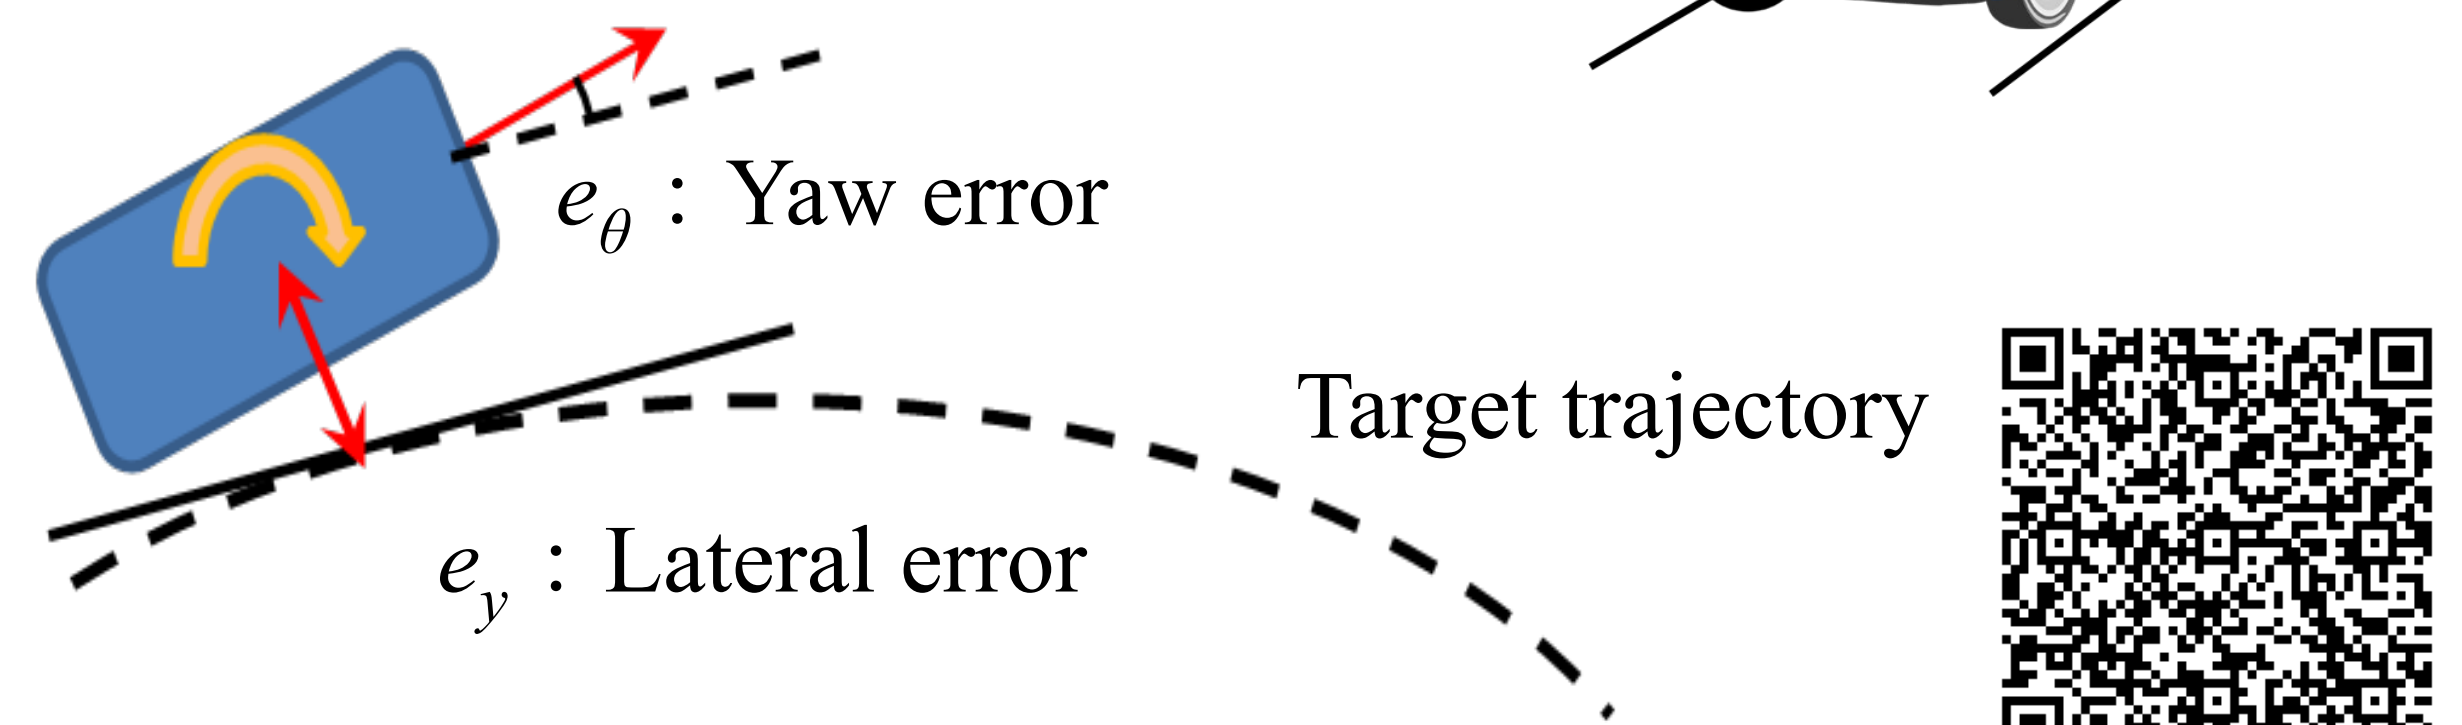 e_θ : Yaw error
Target trajectory
e_y : Lateral error